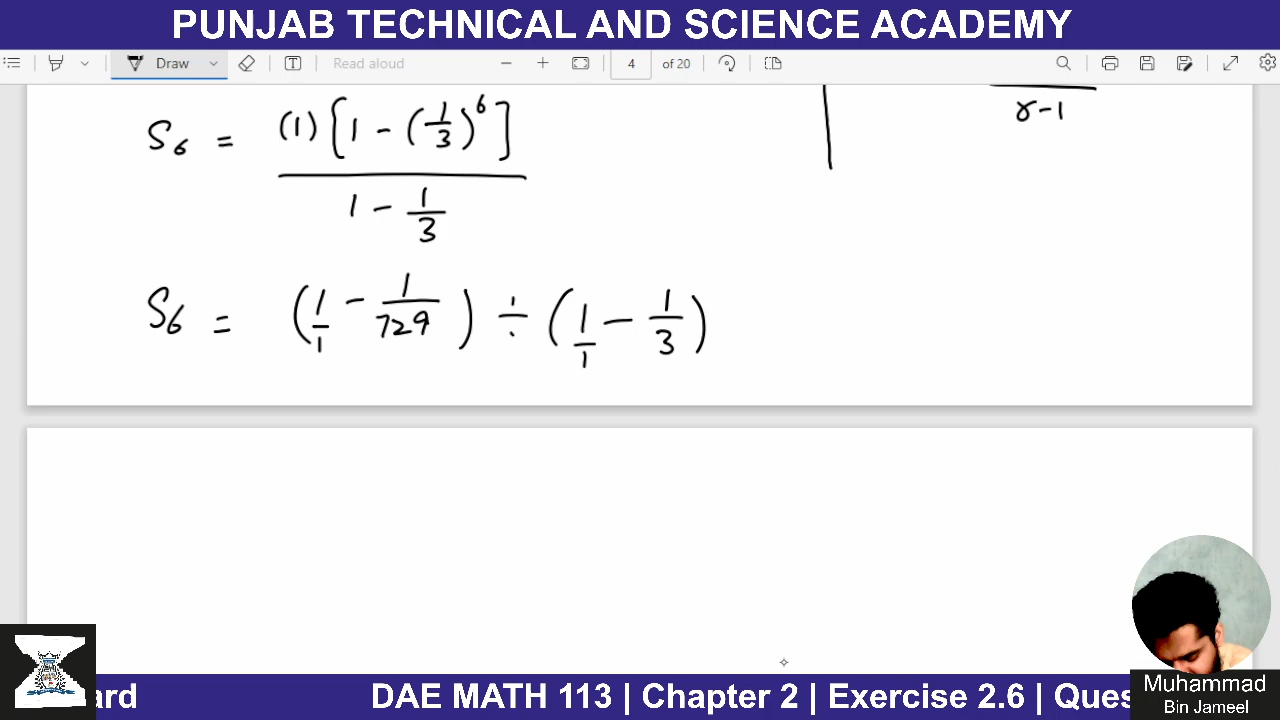 PUNJAB TECHNICAL AND SCIENCE ACADEMY
Draw Read aloud 4 of 20
r-1
S₆ = (1)[1 - (1/3)⁶] / 1 - 1/3
S₆ = (1/1 - 1/729) ÷ (1/1 - 1/3)
Muhammad
Bin Jameel
ard DAE MATH 113 | Chapter 2 | Exercise 2.6 | Ques